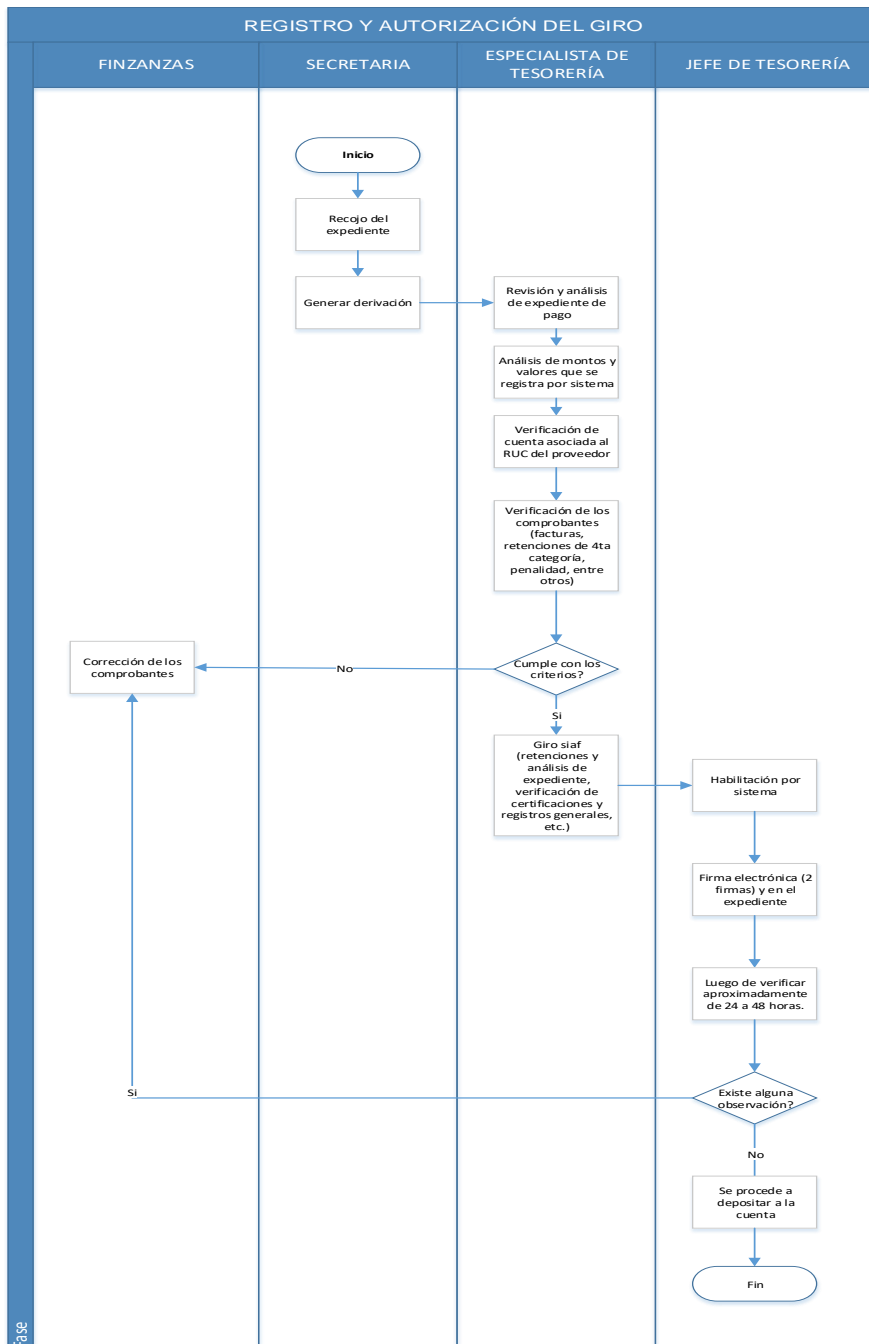 REGISTRO Y AUTORIZACIÓN DEL GIRO
FINZANZAS
SECRETARIA
ESPECIALISTA DE
TESORERÍA
JEFE DE TESORERÍA
Inicio
Recojo del
expediente
Generar derivación
Revisión y análisis
de expediente de
pago
Análisis de montos y
valores que se
registra por sistema
Verificación de
cuenta asociada al
RUC del proveedor
Verificación de los
comprobantes
(facturas,
retenciones de 4ta
categoría,
penalidad, entre
otros)
Cumple con los
criterios?
No
Corrección de los
comprobantes
Si
Giro siaf
(retenciones y
análisis de
expediente,
verificación de
certificaciones y
registros generales,
etc.)
Habilitación por
sistema
Firma electrónica (2
firmas) y en el
expediente
Luego de verificar
aproximadamente
de 24 a 48 horas.
Existe alguna
observación?
Si
No
Se procede a
depositar a la
cuenta
Fin
Fase